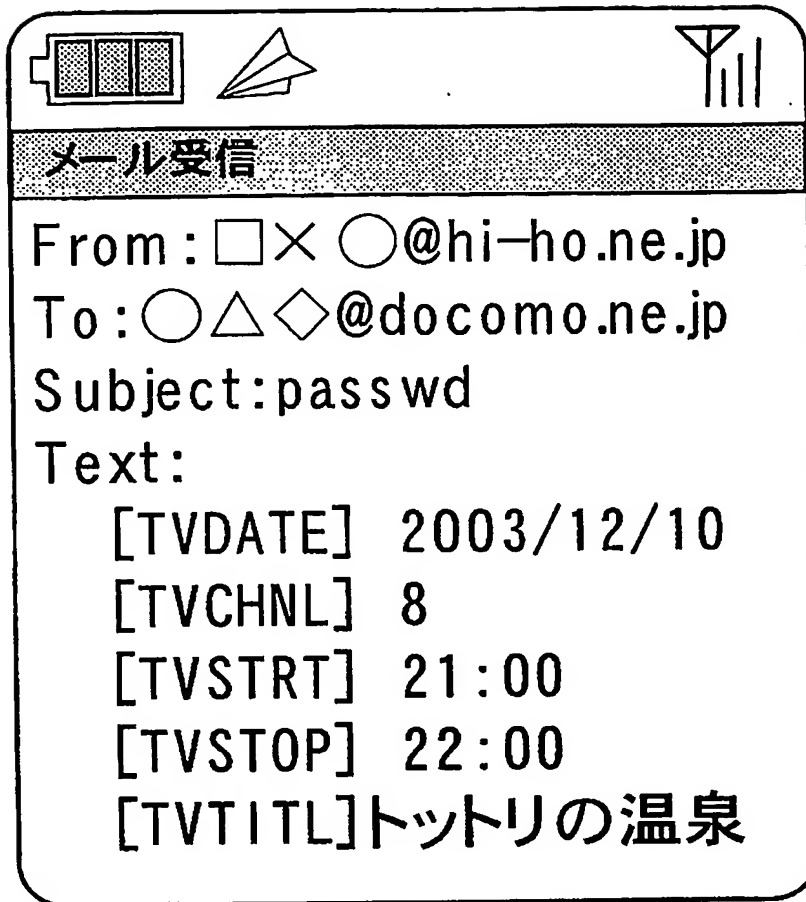 メール受信
From:□×○@hi-ho.ne.jp
To:○△◇@docomo.ne.jp
Subject:passwd
Text:
[TVDATE] 2003/12/10
[TVCHNL] 8
[TVSTRT] 21:00
[TVSTOP] 22:00
[TVTITL]トットリの温泉